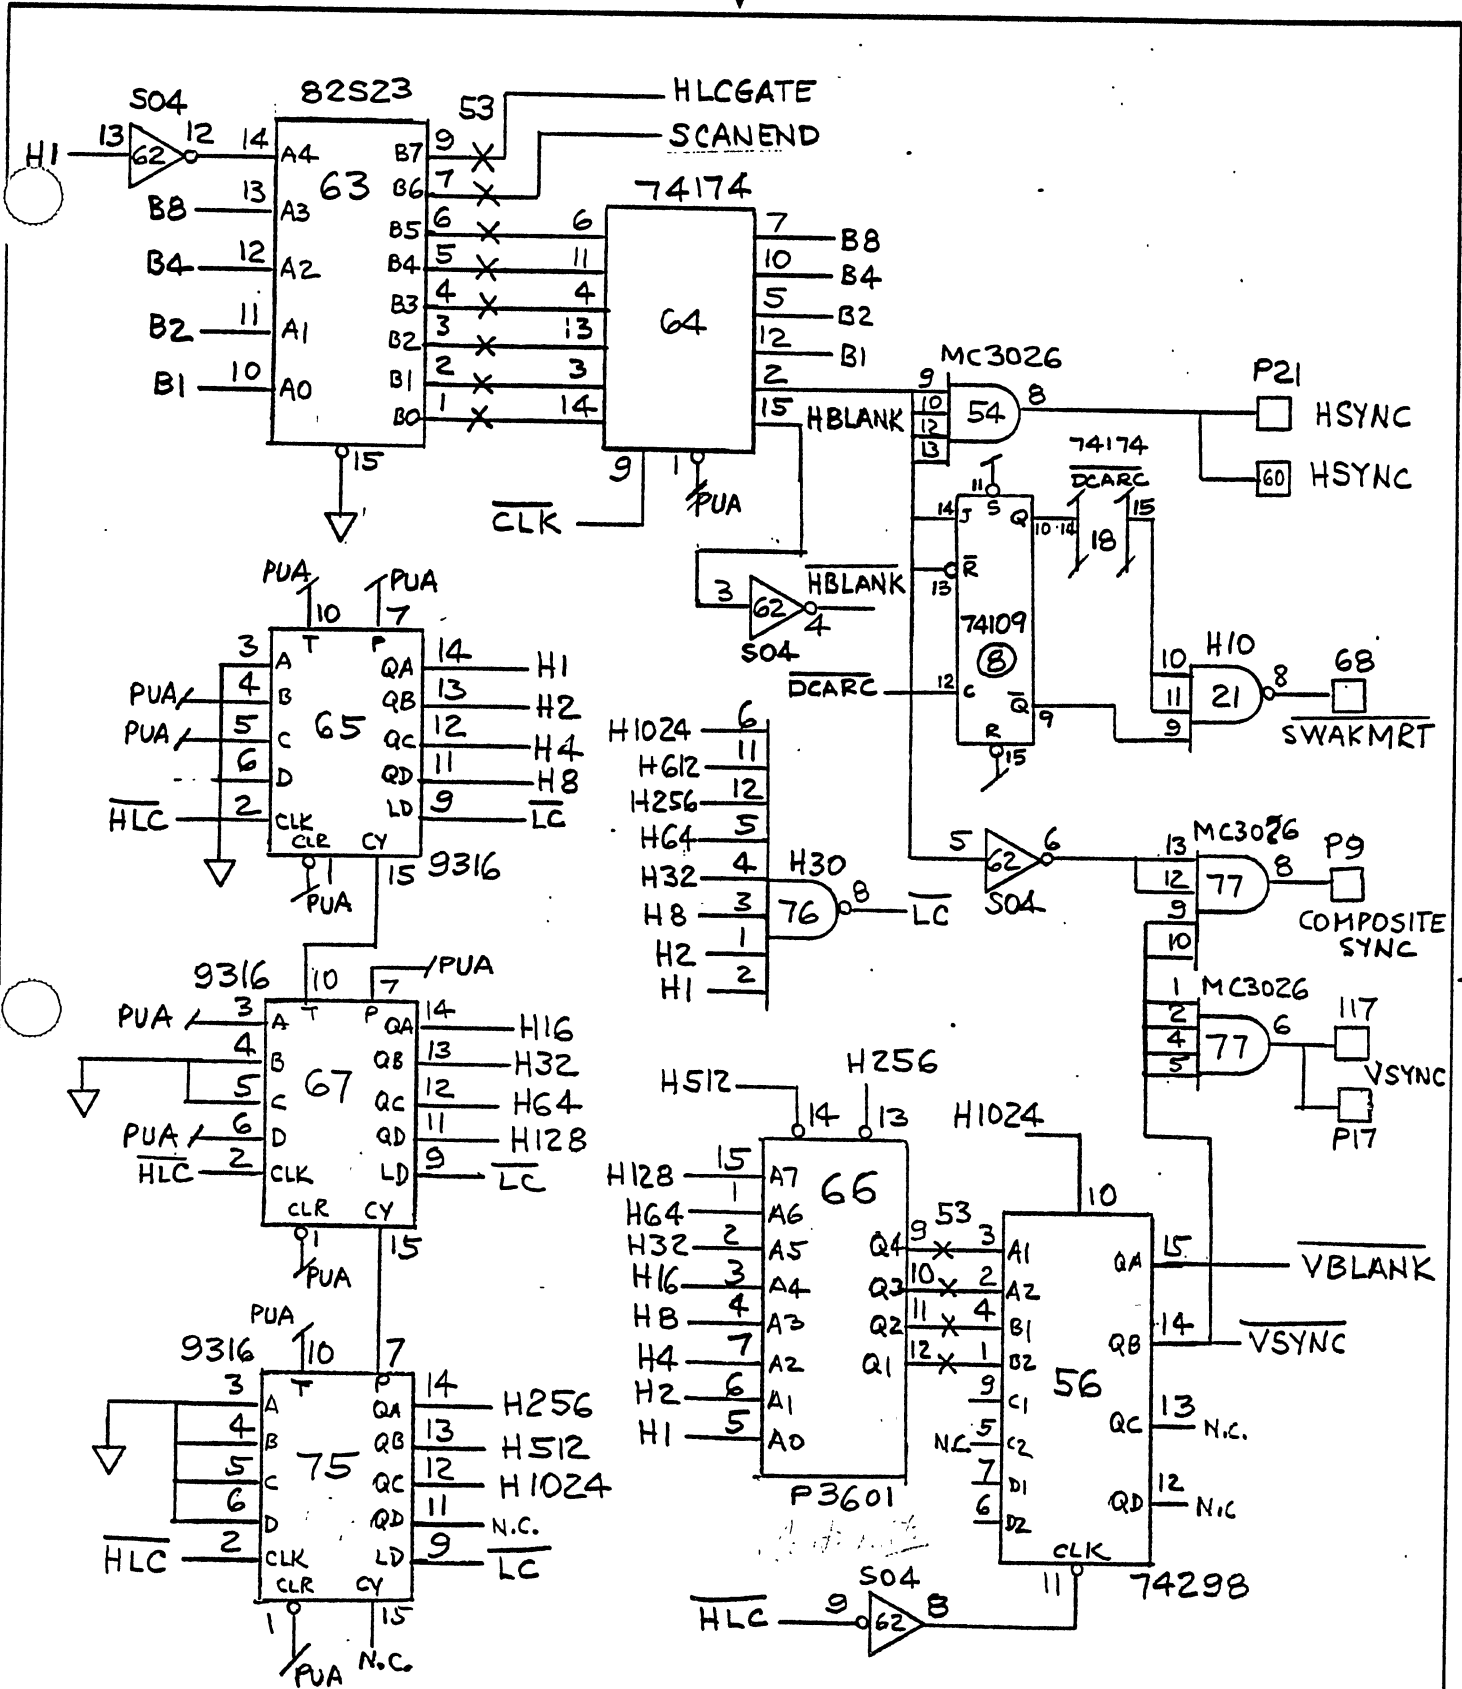 82S23
S04
53
HLCGATE
SCANEND
H1 13 62 12 14 A4 B7 9
63
B6 7
74174
B8 13 A3
B5 6 6 7 B8
B4 12 A2 B4 5 11 10 B4
B3 4 4 5 B2
B2 11 A1 B2 3 13 64 12 B1
B1 10 A0 B1 2 3 2
B0 1 14 15 HBLANK
15
9 1 PUA
CLK
MC3026
9 10 12 13 54 8
P21 HSYNC
60 HSYNC
74174
DCARC
11 S
14 J Q 10 14 18 15
13 R
74109
8
DCARC 12 C Q 9
R 15
3 62 4 HBLANK
S04
H10
10 11 9 21 8 68
SWAKMRT
PUA PUA
10 7
T P
3 A QA 14 H1
PUA 4 B QB 13 H2
PUA 5 C 65 QC 12 H4
6 D QD 11 H8
HLC 2 CLK LD 9 LC
CLR CY
1 15 9316
PUA
H1024 6
H612 11
H256 12
H64 5
H32 4 H30
H8 3 76 8 LC
H2 1
H1 2
5 62 6
S04
MC3026
13 12 9 10 77 8 P9
COMPOSITE
SYNC
MC3026
1 2 4 5 77 6 117
VSYNC
P17
9316 10 7 PUA
T P
PUA 3 A QA 14 H16
4 B QB 13 H32
5 C 67 QC 12 H64
PUA 6 D QD 11 H128
HLC 2 CLK LD 9 LC
CLR CY
1 15
PUA
H512 H256
14 13
H128 15 A7 66
H64 1 A6
H32 2 A5 Q4 9 53 3 A1
H16 3 A4 Q3 10 2 A2
H8 4 A3 Q2 11 4 B1
H4 7 A2 Q1 12 1 B2
H2 6 A1
H1 5 A0
P3601
H1024
10
QA 15 VBLANK
QB 14 VSYNC
56
9 C1
N.C. 5 C2 QC 13 N.C.
7 D1
6 D2 QD 12 N.C
CLK
11 74298
S04
HLC 9 62 8
PUA
9316 10 7
T P
3 A QA 14 H256
4 B QB 13 H512
5 C 75 QC 12 H1024
6 D QD 11 N.C.
HLC 2 CLK LD 9 LC
CLR CY
1 15
PUA N.C.